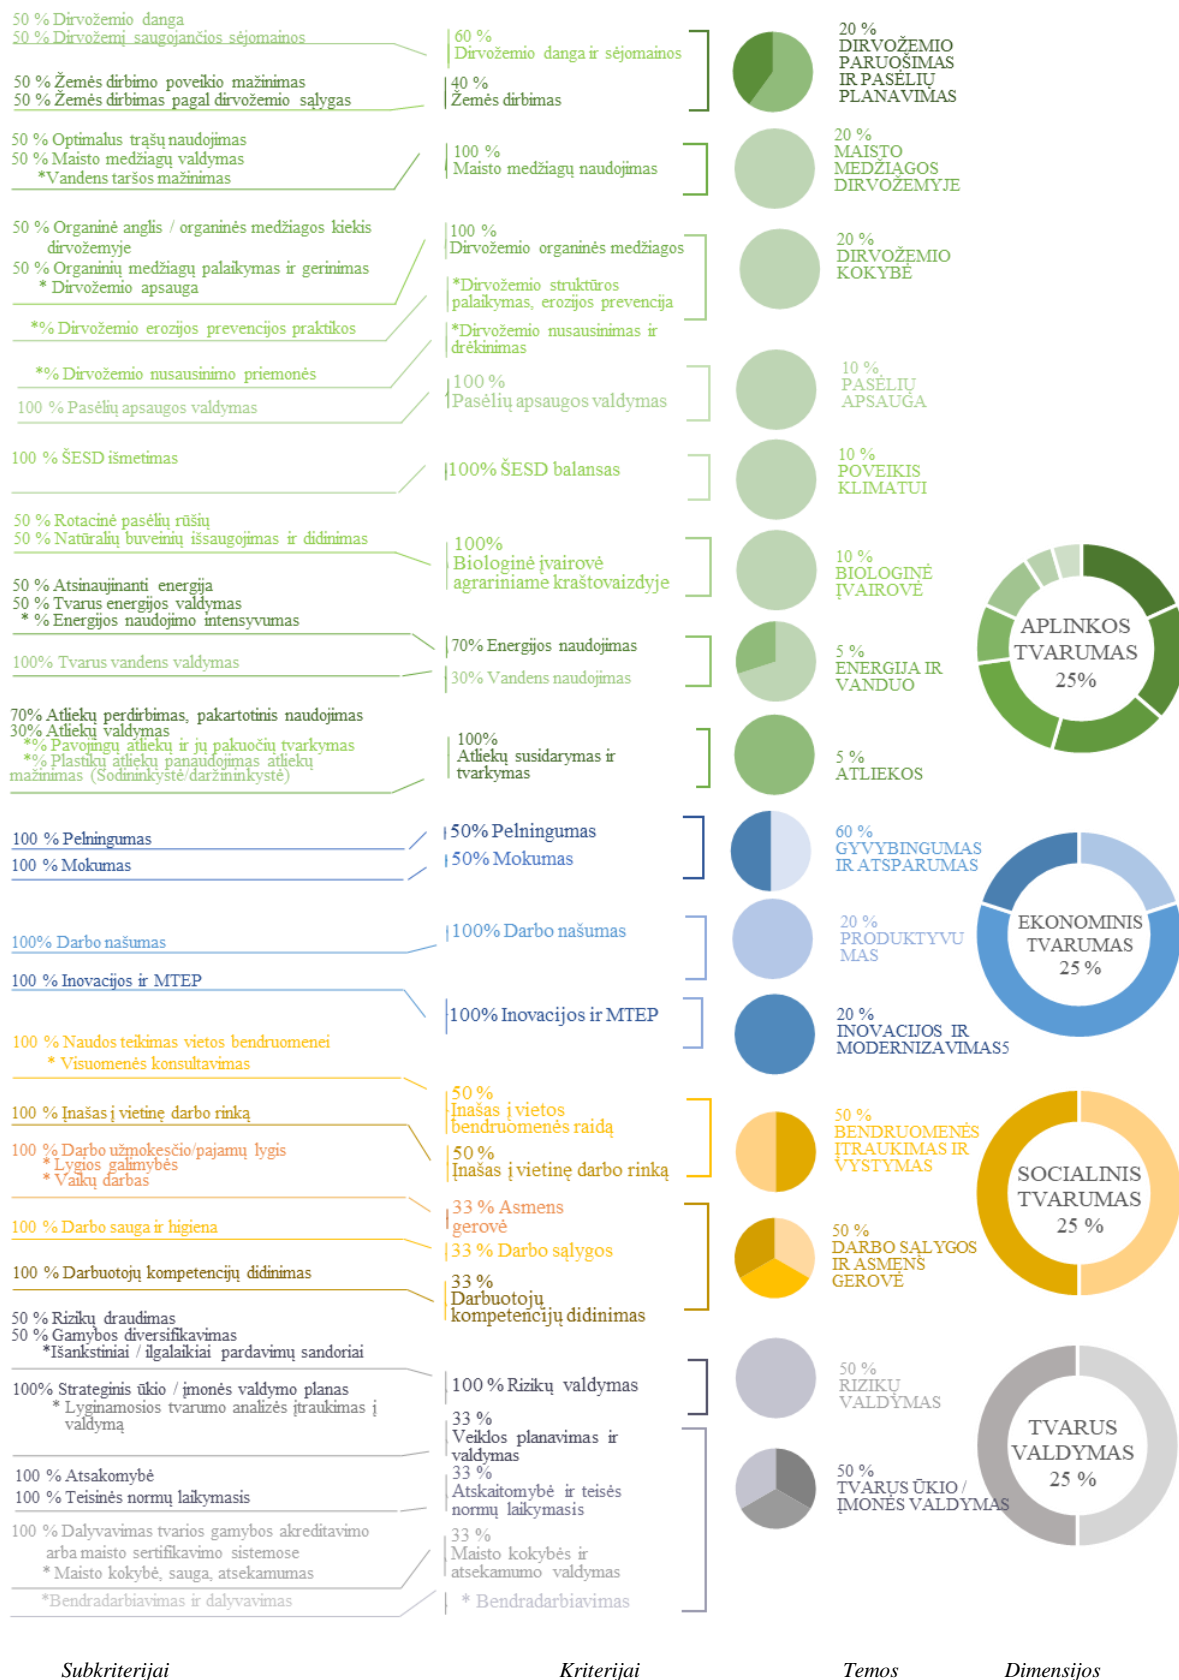 50 % Dirvožemio danga
50 % Dirvožemį saugojančios sėjomainos
50 % Žemės dirbimo poveikio mažinimas
50 % Žemės dirbimas pagal dirvožemio sąlygas
60 %
Dirvožemio danga ir sėjomainos
40 %
Žemės dirbimas
20 %
DIRVOŽEMIO
PARUOŠIMAS
IR PASĖLIŲ
PLANAVIMAS
50 % Optimalus trąšų naudojimas
50 % Maisto medžiagų valdymas
*Vandens taršos mažinimas
100 %
Maisto medžiagų naudojimas
20 %
MAISTO
MEDŽIAGOS
DIRVOŽEMYJE
50 % Organinė anglis / organinės medžiagos kiekis
dirvožemyje
50 % Organinių medžiagų palaikymas ir gerinimas
* Dirvožemio apsauga
*% Dirvožemio erozijos prevencijos praktikos
*% Dirvožemio nusausinimo priemonės
100 %
Dirvožemio organinės medžiagos
*Dirvožemio struktūros
palaikymas, erozijos prevencija
*Dirvožemio nusausinimas ir
drėkinimas
20 %
DIRVOŽEMIO
KOKYBĖ
100 % Pasėlių apsaugos valdymas
100 %
Pasėlių apsaugos valdymas
10 %
PASĖLIŲ
APSAUGA
100 % ŠESD išmetimas
100% ŠESD balansas
10 %
POVEIKIS
KLIMATUI
50 % Rotacinė pasėlių rūšių
50 % Natūralių buveinių išsaugojimas ir didinimas
100%
Biologinė įvairovė
agrariniame kraštovaizdyje
10 %
BIOLOGINĖ
ĮVAIROVĖ
50 % Atsinaujinanti energija
50 % Tvarus energijos valdymas
* % Energijos naudojimo intensyvumas
100% Tvarus vandens valdymas
70% Energijos naudojimas
30% Vandens naudojimas
5 %
ENERGIJA IR
VANDUO
APLINKOS
TVARUMAS
25%
70% Atliekų perdirbimas, pakartotinis naudojimas
30% Atliekų valdymas
*% Pavojingų atliekų ir jų pakuočių tvarkymas
*% Plastikų atliekų panaudojimas atliekų
mažinimas (Sodininkystė/daržininkystė)
100%
Atliekų susidarymas ir
tvarkymas
5 %
ATLIEKOS
100 % Pelningumas
100 % Mokumas
50% Pelningumas
50% Mokumas
60 %
GYVYBINGUMAS
IR ATSPARUMAS
100% Darbo našumas
100% Darbo našumas
20 %
PRODUKTYVU
MAS
EKONOMINIS
TVARUMAS
25 %
100 % Inovacijos ir MTEP
100% Inovacijos ir MTEP
20 %
INOVACIJOS IR
MODERNIZAVIMAS5
100 % Naudos teikimas vietos bendruomenei
* Visuomenės konsultavimas
100 % Įnašas į vietinę darbo rinką
50 %
Įnašas į vietos
bendruomenės raidą
50 %
Įnašas į vietinę darbo rinką
50 %
BENDRUOMENĖS
ĮTRAUKIMAS IR
VYSTYMAS
100 % Darbo užmokesčio/pajamų lygis
* Lygios galimybės
* Vaikų darbas
100 % Darbo sauga ir higiena
100 % Darbuotojų kompetencijų didinimas
33 % Asmens
gerovė
33 % Darbo sąlygos
33 %
Darbuotojų
kompetencijų didinimas
50 %
DARBO SĄLYGOS
IR ASMENS
GEROVĖ
SOCIALINIS
TVARUMAS
25 %
50 % Rizikų draudimas
50 % Gamybos diversifikavimas
*Išankstiniai / ilgalaikiai pardavimų sandoriai
100 % Rizikų valdymas
50 %
RIZIKŲ
VALDYMAS
100% Strateginis ūkio / įmonės valdymo planas
* Lyginamosios tvarumo analizės įtraukimas į
valdymą
100 % Atsakomybė
100 % Teisinės normų laikymasis
100 % Dalyvavimas tvarios gamybos akreditavimo
arba maisto sertifikavimo sistemose
* Maisto kokybė, sauga, atsekamumas
*Bendradarbiavimas ir dalyvavimas
33 %
Veiklos planavimas ir
valdymas
33 %
Atskaitomybė ir teisės
normų laikymasis
33 %
Maisto kokybės ir
atsekamumo valdymas
* Bendradarbiavimas
50 %
TVARUS ŪKIO /
ĮMONĖS VALDYMAS
TVARUS
VALDYMAS
25 %
Subkriterijai
Kriterijai
Temos
Dimensijos